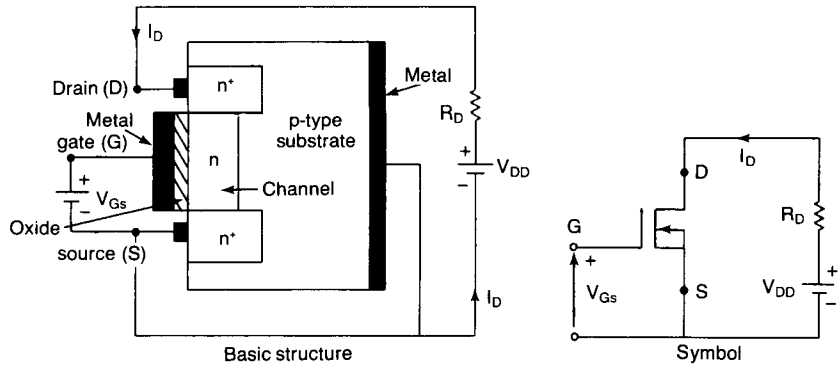 I_D
Drain (D)
n⁺
Metal
Metal
gate (G)
p-type
substrate
R_D
n
+
V_DD
−
+
V_Gs
−
Channel
Oxide
n⁺
source (S)
I_D
Basic structure
I_D
D
R_D
G
+
V_Gs
S
V_DD
+
−
Symbol